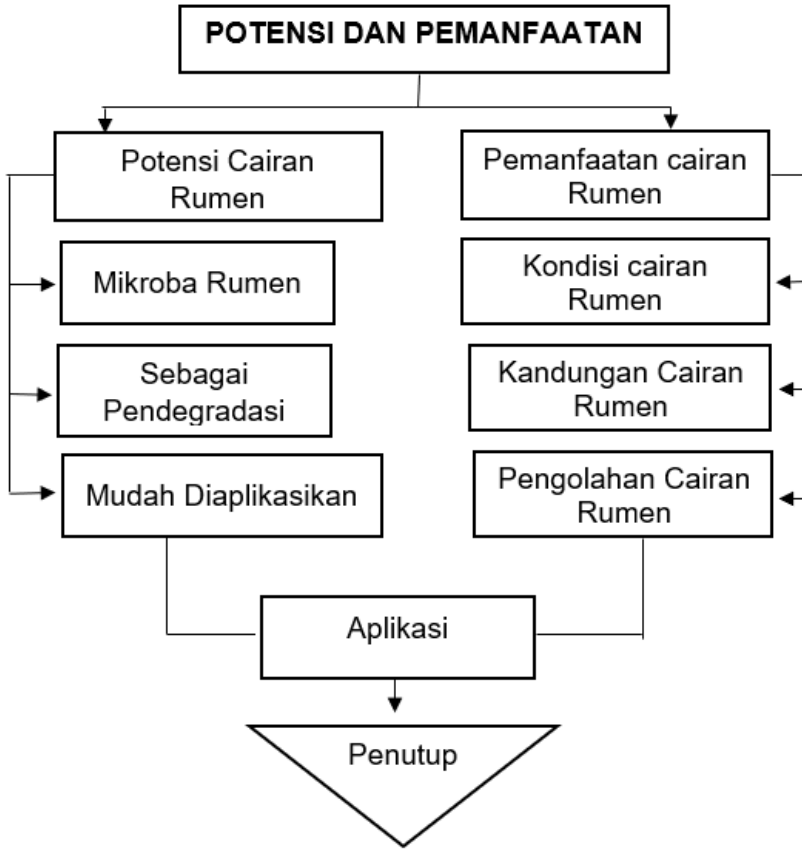 POTENSI DAN PEMANFAATAN
Potensi Cairan
Rumen
Mikroba Rumen
Sebagai
Pendegradasi
Mudah Diaplikasikan
Pemanfaatan cairan
Rumen
Kondisi cairan
Rumen
Kandungan Cairan
Rumen
Pengolahan Cairan
Rumen
Aplikasi
Penutup